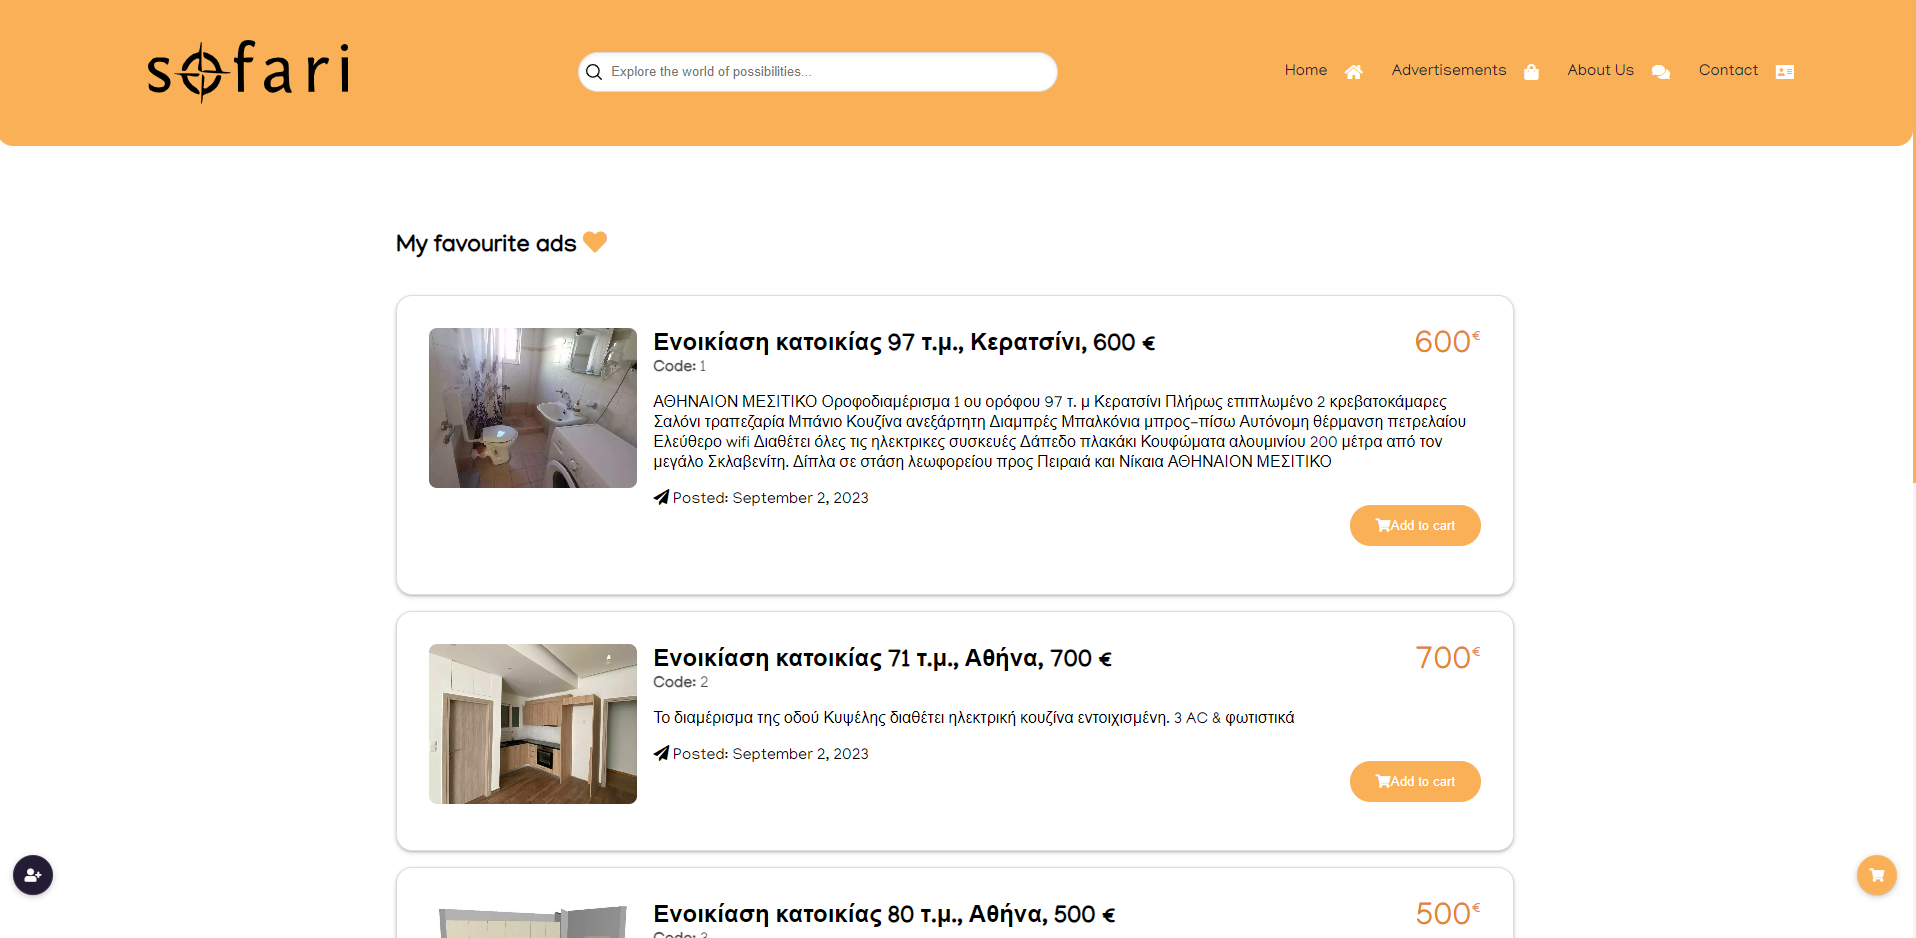 sofari
Explore the world of possibilities...
Home
Advertisements
About Us
Contact
My favourite ads
Ενοικίαση κατοικίας 97 τ.μ., Κερατσίνι, 600 €
600€
Code: 1
ΑΘΗΝΑΙΟΝ ΜΕΣΙΤΙΚΟ Οροφοδιαμέρισμα 1 ου ορόφου 97 τ. μ Κερατσίνι Πλήρως επιπλωμένο 2 κρεβατοκάμαρες
Σαλόνι τραπεζαρία Μπάνιο Κουζίνα ανεξάρτητη Διαμπρές Μπαλκόνια μπρος-πίσω Αυτόνομη θέρμανση πετρελαίου
Ελεύθερο wifi Διαθέτει όλες τις ηλεκτρικες συσκευές Δάπεδο πλακάκι Κουφώματα αλουμινίου 200 μέτρα από τον
μεγάλο Σκλαβενίτη. Δίπλα σε στάση λεωφορείου προς Πειραιά και Νίκαια ΑΘΗΝΑΙΟΝ ΜΕΣΙΤΙΚΟ
Posted: September 2, 2023
Add to cart
Ενοικίαση κατοικίας 71 τ.μ., Αθήνα, 700 €
700€
Code: 2
Το διαμέρισμα της οδού Κυψέλης διαθέτει ηλεκτρική κουζίνα εντοιχισμένη. 3 AC & φωτιστικά
Posted: September 2, 2023
Add to cart
Ενοικίαση κατοικίας 80 τ.μ., Αθήνα, 500 €
500€
Code: 3